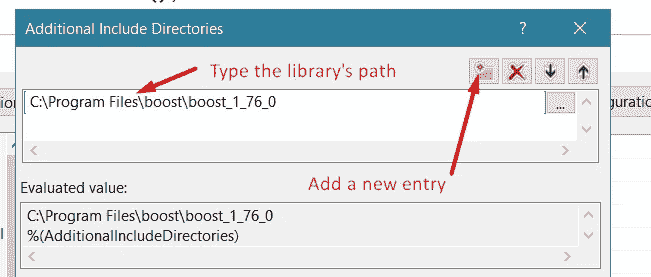 Additional Include Directories
?
Type the library's path
C:\Program Files\boost\boost_1_76_0
...
Add a new entry
Evaluated value:
C:\Program Files\boost\boost_1_76_0
%(AdditionalIncludeDirectories)